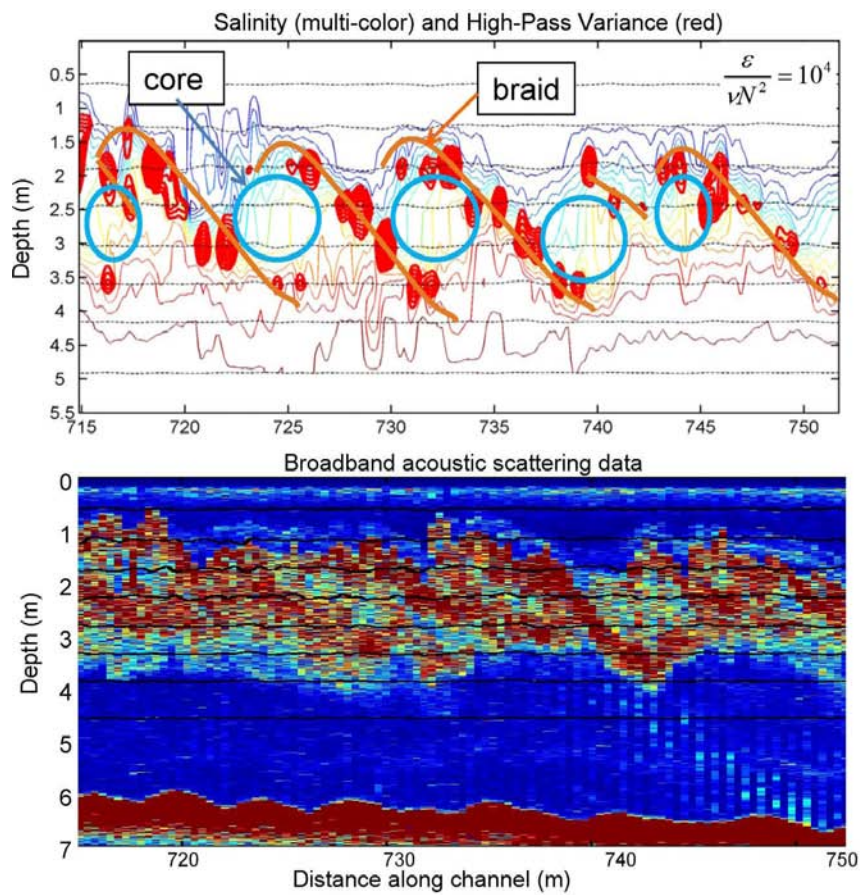 Salinity (multi-color) and High-Pass Variance (red)
core
braid
ε/νN² = 10⁴
Depth (m)
0.5
1
1.5
2
2.5
3
3.5
4
4.5
5
5.5
715 720 725 730 735 740 745 750
Broadband acoustic scattering data
Depth (m)
0
1
2
3
4
5
6
7
720 730 740 750
Distance along channel (m)